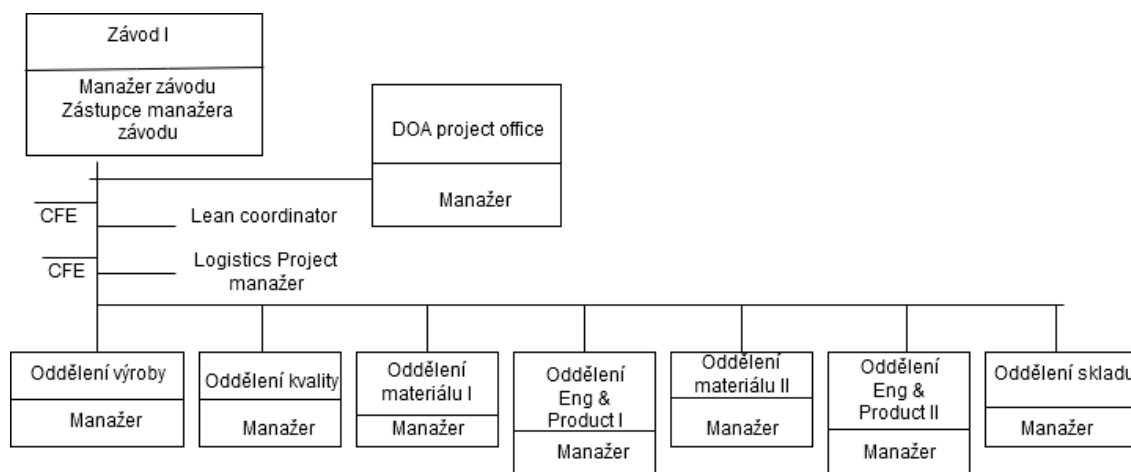 Závod I
Manažer závodu
Zástupce manažera
závodu
DOA project office
Manažer
CFE
Lean coordinator
CFE
Logistics Project
manažer
Oddělení výroby
Manažer
Oddělení kvality
Manažer
Oddělení
materiálu I
Manažer
Oddělení
Eng &
Product I
Manažer
Oddělení
materiálu II
Manažer
Oddělení
Eng &
Product II
Manažer
Oddělení skladu
Manažer